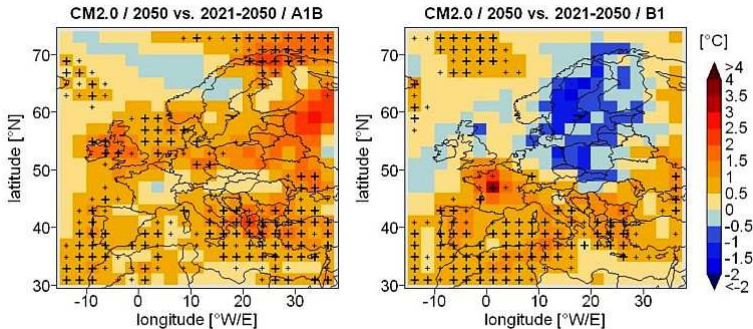 CM2.0 / 2050 vs. 2021-2050 / A1B
CM2.0 / 2050 vs. 2021-2050 / B1
[°C]
70
60
50
40
30
latitude [°N]
-10 0 10 20 30
longitude [°W/E]
70
60
50
40
30
latitude [°N]
-10 0 10 20 30
longitude [°W/E]
>4
4
3.5
3
2.5
2
1.5
1
0.5
0
-0.5
-1
-1.5
-2
<-2